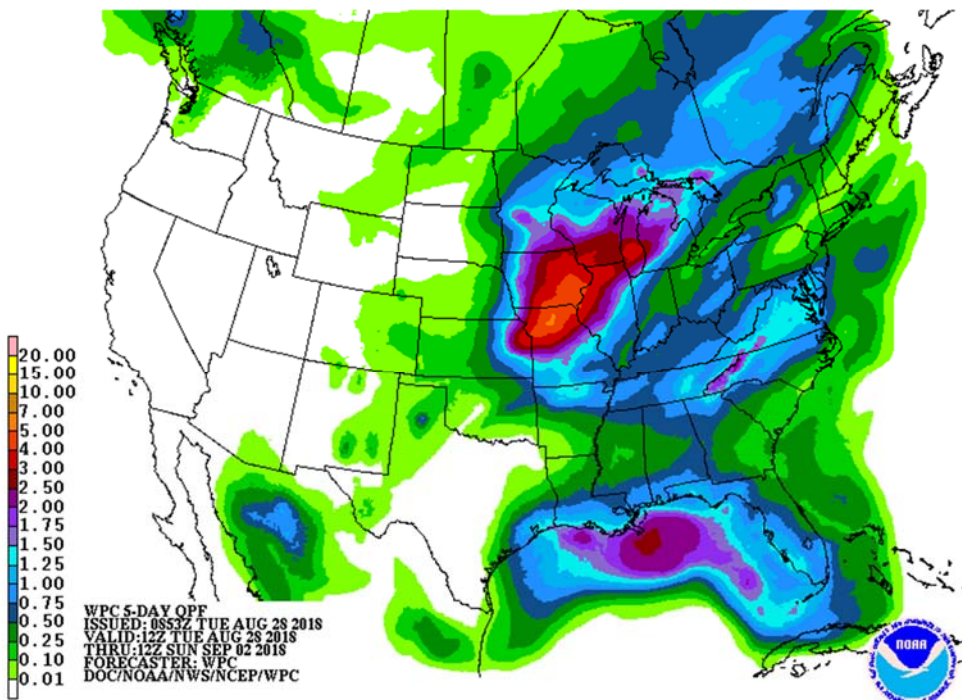 20.00
15.00
10.00
7.00
5.00
4.00
3.00
2.50
2.00
1.75
1.50
1.25
1.00
0.75
0.50
0.25
0.10
0.01
WPC 5-DAY QPF
ISSUED: 0853Z TUE AUG 28 2018
VALID:12Z TUE AUG 28 2018
THRU:12Z SUN SEP 02 2018
FORECASTER: WPC
DOC/NOAA/NWS/NCEP/WPC
NOAA